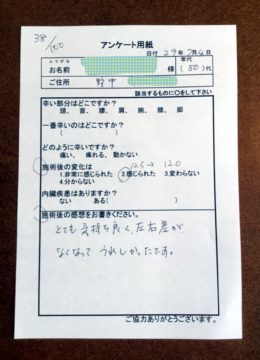 38/100
アンケート用紙
日付 29年 7月4日
ふりがな
お名前 様
年代
(80)代
ご住所 野中
該当するものに○をして下さい
辛い部分はどこですか？
頭、首、腰、肩、腕、膝、脚
一番辛いのはどこですか？
( )
どのように辛いですか？
痛い、痺れる、動かない
施術後の変化は 125→120
1.非常に感じられた 2.感じられた 3.変わらない
4.分からない
内臓疾患はありますか？
ない ある( )
施術後の感想をお書きください。
とても気持ち良く左右差が
なくなって うれしかったです。
ご協力ありがとうございます。